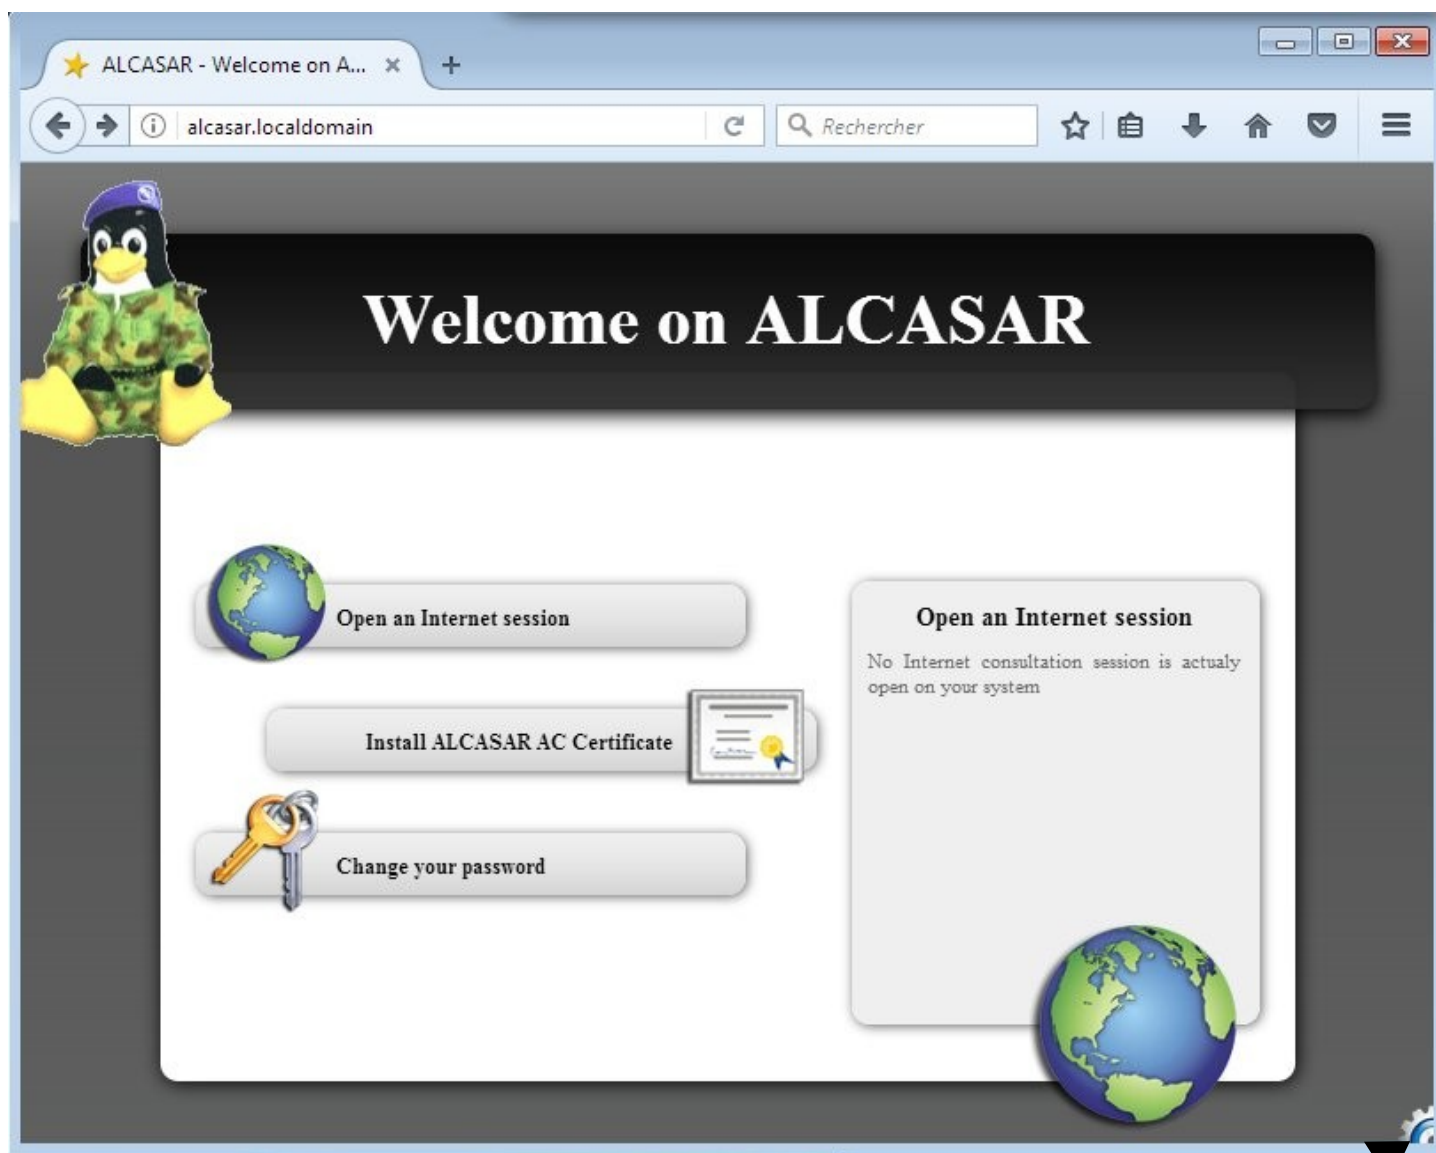 ALCASAR - Welcome on A...
alcasar.localdomain
Rechercher
Welcome on ALCASAR
Open an Internet session
Install ALCASAR AC Certificate
Change your password
Open an Internet session
No Internet consultation session is actualy
open on your system